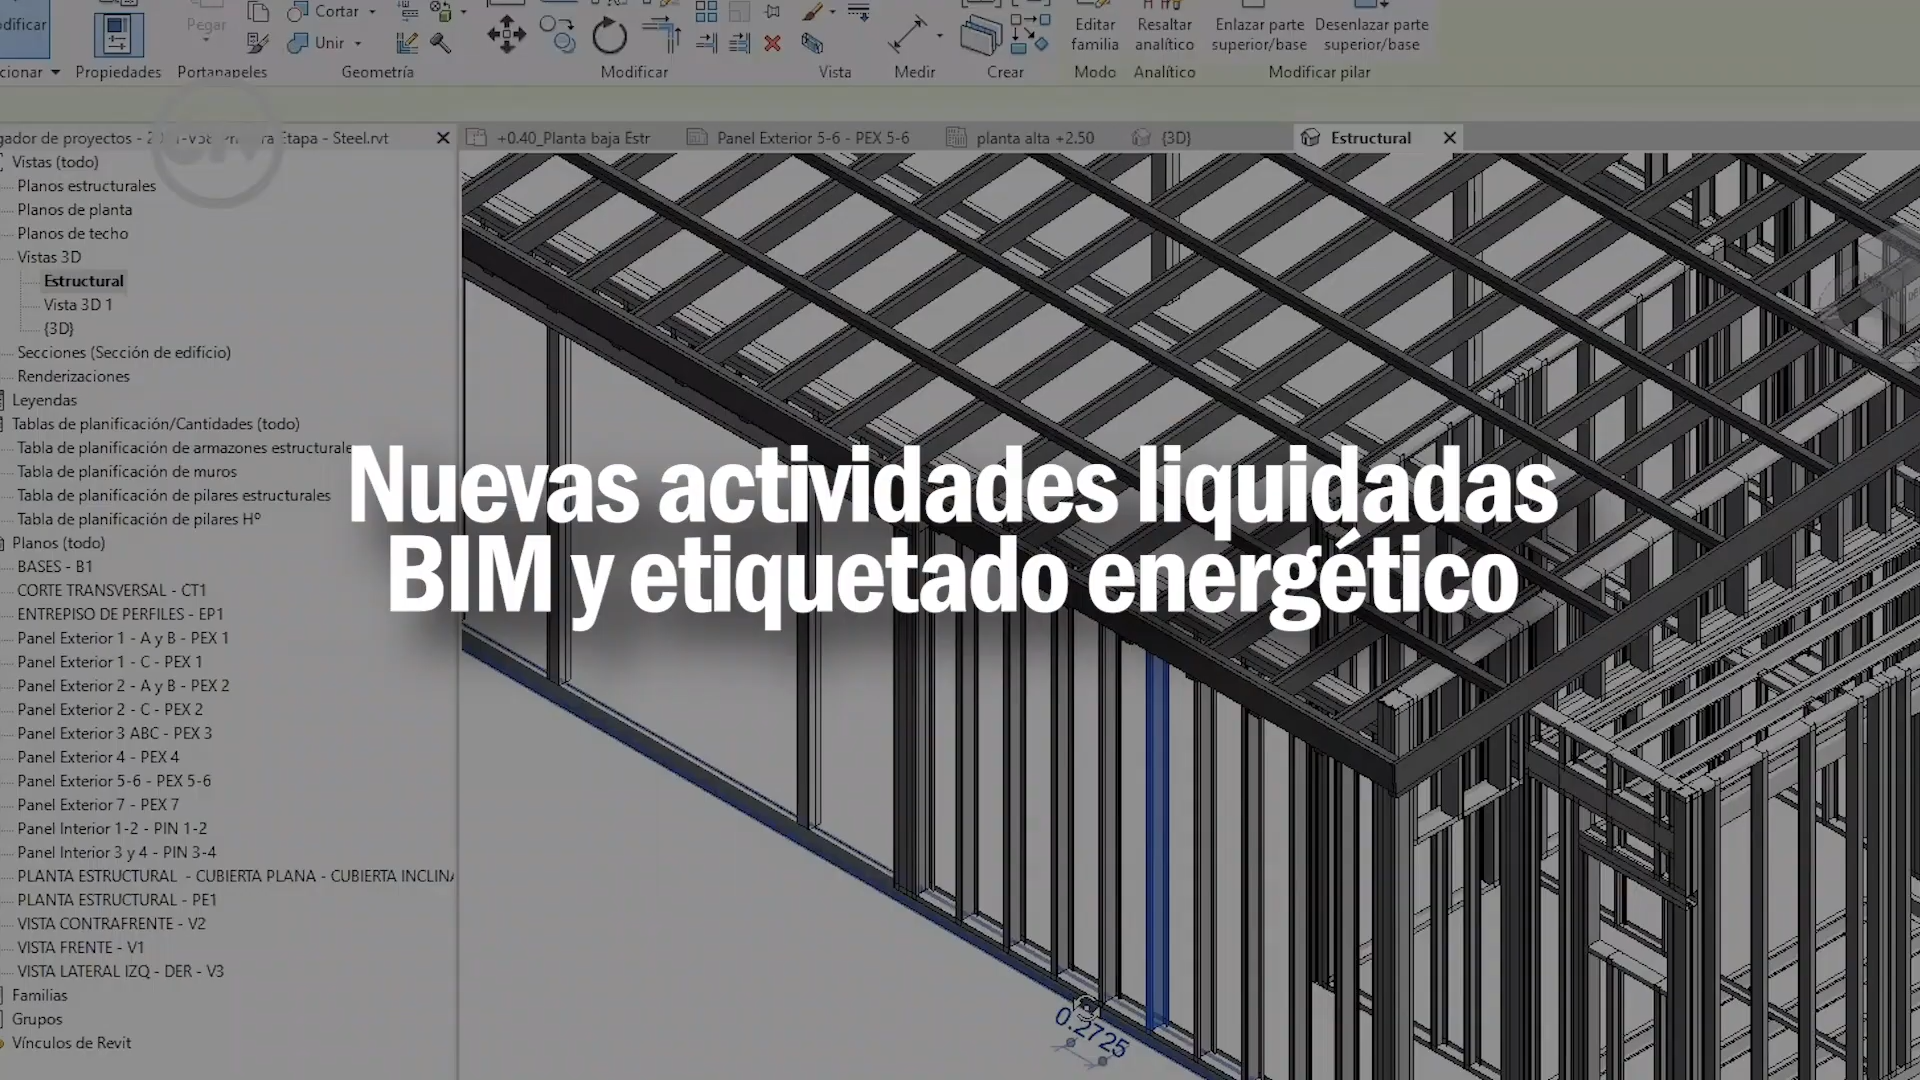 Cortar
Pegar
Unir
Editar familia
Resaltar analítico
Enlazar parte superior/base
Desenlazar parte superior/base
Propiedades
Portapapeles
Geometría
Modificar
Vista
Medir
Crear
Modo
Analítico
Modificar pilar
Etapa - Steel.rvt
+0.40_Planta baja Estr
Panel Exterior 5-6 - PEX 5-6
planta alta +2.50
{3D}
Estructural
Vistas (todo)
Planos estructurales
Planos de planta
Planos de techo
Vistas 3D
Estructural
Vista 3D 1
{3D}
Secciones (Sección de edificio)
Renderizaciones
Leyendas
Tablas de planificación/Cantidades (todo)
Tabla de planificación de armazones estructurale
Tabla de planificación de muros
Tabla de planificación de pilares estructurales
Tabla de planificación de pilares Hº
Planos (todo)
BASES - B1
CORTE TRANSVERSAL - CT1
ENTREPISO DE PERFILES - EP1
Panel Exterior 1 - A y B - PEX 1
Panel Exterior 1 - C - PEX 1
Panel Exterior 2 - A y B - PEX 2
Panel Exterior 2 - C - PEX 2
Panel Exterior 3 ABC - PEX 3
Panel Exterior 4 - PEX 4
Panel Exterior 5-6 - PEX 5-6
Panel Exterior 7 - PEX 7
Panel Interior 1-2 - PIN 1-2
Panel Interior 3 y 4 - PIN 3-4
PLANTA ESTRUCTURAL - CUBIERTA PLANA - CUBIERTA INCLINA
PLANTA ESTRUCTURAL - PE1
VISTA CONTRAFRENTE - V2
VISTA FRENTE - V1
VISTA LATERAL IZQ - DER - V3
Familias
Grupos
Vínculos de Revit
Nuevas actividades liquidadas
BIM y etiquetado energético
0.2725